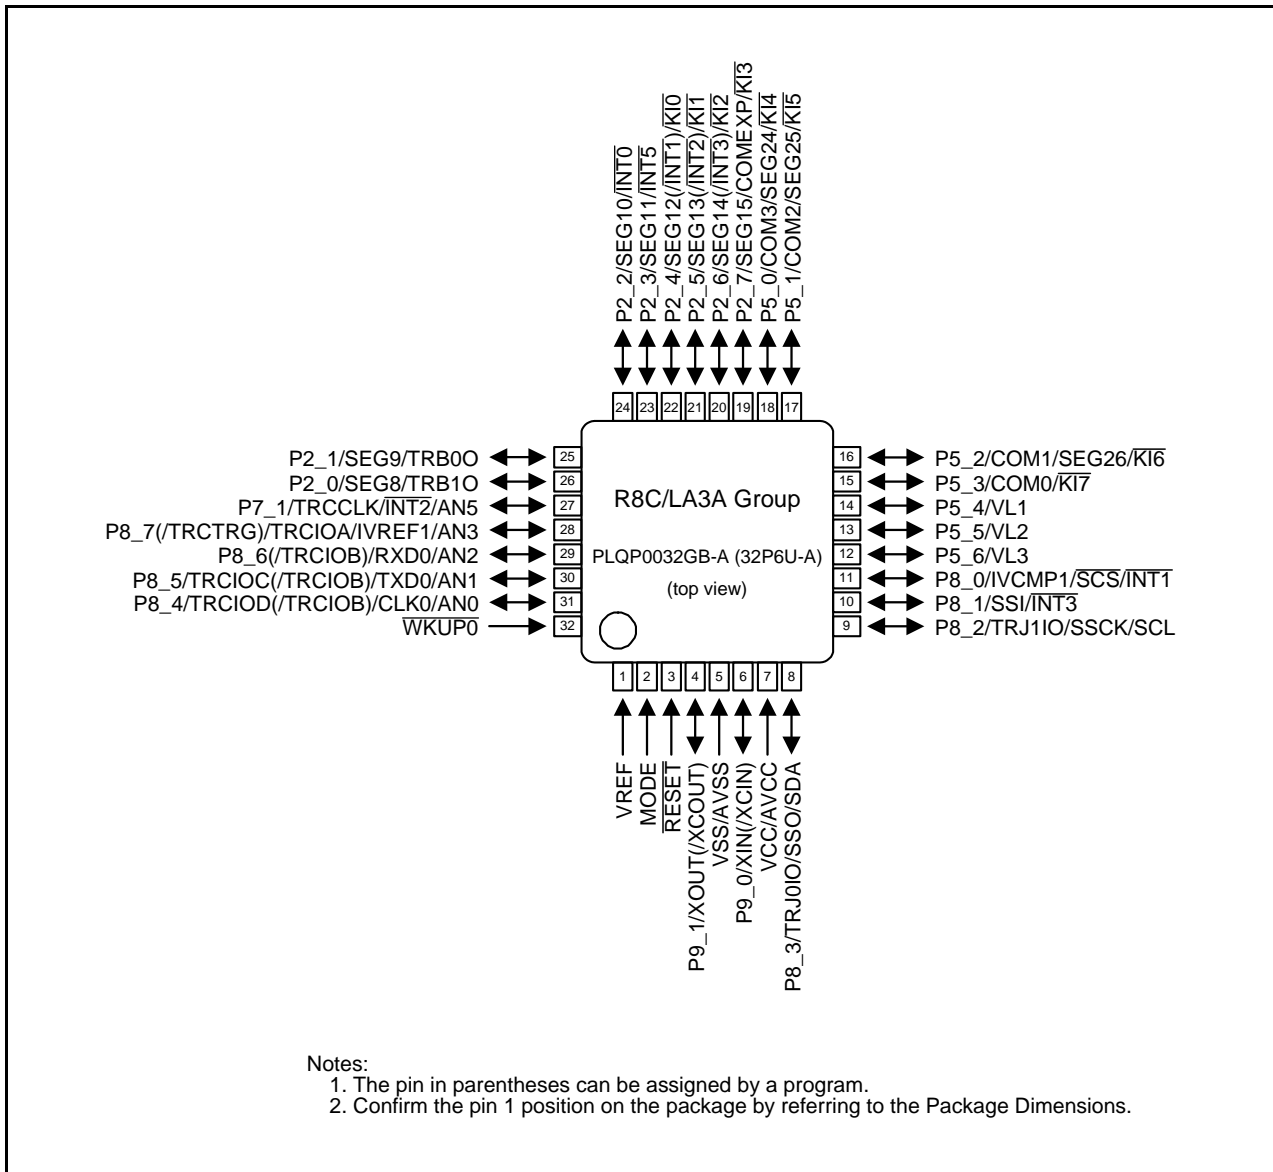 P2_2/SEG10/INT0
P2_3/SEG11/INT5
P2_4/SEG12(/INT1)/KI0
P2_5/SEG13(/INT2)/KI1
P2_6/SEG14(/INT3)/KI2
P2_7/SEG15/COMEXP/KI3
P5_0/COM3/SEG24/KI4
P5_1/COM2/SEG25/KI5
24 23 22 21 20 19 18 17
P2_1/SEG9/TRB0O 25
P2_0/SEG8/TRB1O 26
P7_1/TRCCLK/INT2/AN5 27
P8_7(/TRCTRG)/TRCIOA/IVREF1/AN3 28
P8_6(/TRCIOB)/RXD0/AN2 29
P8_5/TRCIOC(/TRCIOB)/TXD0/AN1 30
P8_4/TRCIOD(/TRCIOB)/CLK0/AN0 31
WKUP0 32
R8C/LA3A Group
PLQP0032GB-A (32P6U-A)
(top view)
16 P5_2/COM1/SEG26/KI6
15 P5_3/COM0/KI7
14 P5_4/VL1
13 P5_5/VL2
12 P5_6/VL3
11 P8_0/IVCMP1/SCS/INT1
10 P8_1/SSI/INT3
9 P8_2/TRJ1IO/SSCK/SCL
1 2 3 4 5 6 7 8
VREF
MODE
RESET
P9_1/XOUT(/XCOUT)
VSS/AVSS
P9_0/XIN(/XCIN)
VCC/AVCC
P8_3/TRJ0IO/SSO/SDA
Notes:
1. The pin in parentheses can be assigned by a program.
2. Confirm the pin 1 position on the package by referring to the Package Dimensions.